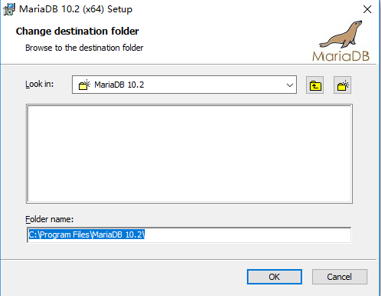 MariaDB 10.2 (x64) Setup
Change destination folder
Browse to the destination folder
MariaDB
Look in:
MariaDB 10.2
Folder name:
C:\Program Files\MariaDB 10.2\
OK
Cancel